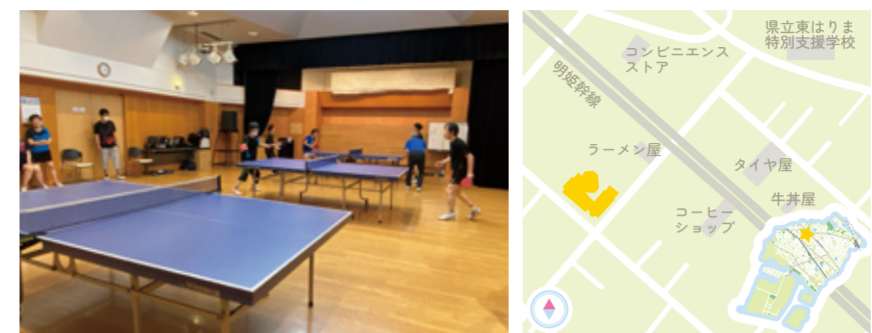 県立東はりま
特別支援学校
コンビニエンス
ストア
明姫幹線
ラーメン屋
タイヤ屋
牛丼屋
コーヒー
ショップ